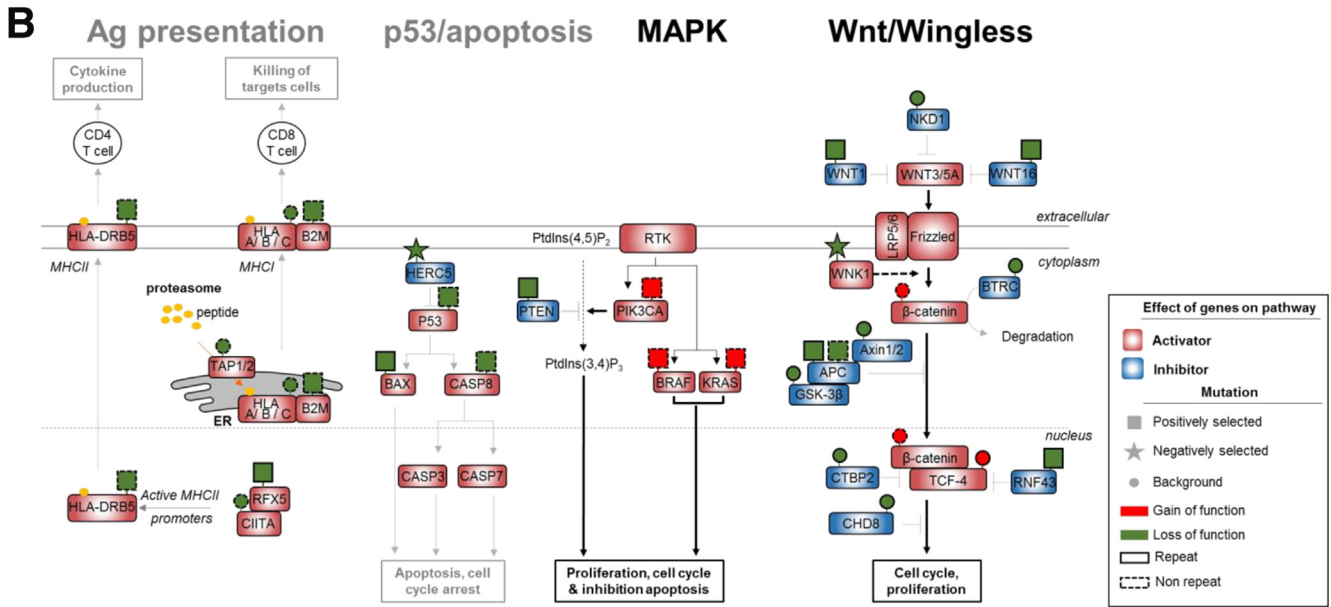 B
Ag presentation
p53/apoptosis
MAPK
Wnt/Wingless
Cytokine
production
Killing of
targets cells
CD4
T cell
CD8
T cell
HLA-DRB5
HLA
A/ B / C
B2M
MHCII
MHCI
proteasome
peptide
TAP1/2
HLA
A/ B / C
B2M
ER
HLA-DRB5
Active MHCII
promoters
RFX5
CIITA
HERC5
P53
BAX
CASP8
CASP3
CASP7
Apoptosis, cell
cycle arrest
PtdIns(4,5)P2
RTK
PTEN
PIK3CA
PtdIns(3,4)P3
BRAF
KRAS
Proliferation, cell cycle
& inhibition apoptosis
NKD1
WNT1
WNT3/5A
WNT16
extracellular
LRP5/6
Frizzled
cytoplasm
WNK1
BTRC
β-catenin
Degradation
Axin1/2
APC
GSK-3β
nucleus
β-catenin
CTBP2
TCF-4
RNF43
CHD8
Cell cycle,
proliferation
Effect of genes on pathway
Activator
Inhibitor
Mutation
Positively selected
Negatively selected
Background
Gain of function
Loss of function
Repeat
Non repeat